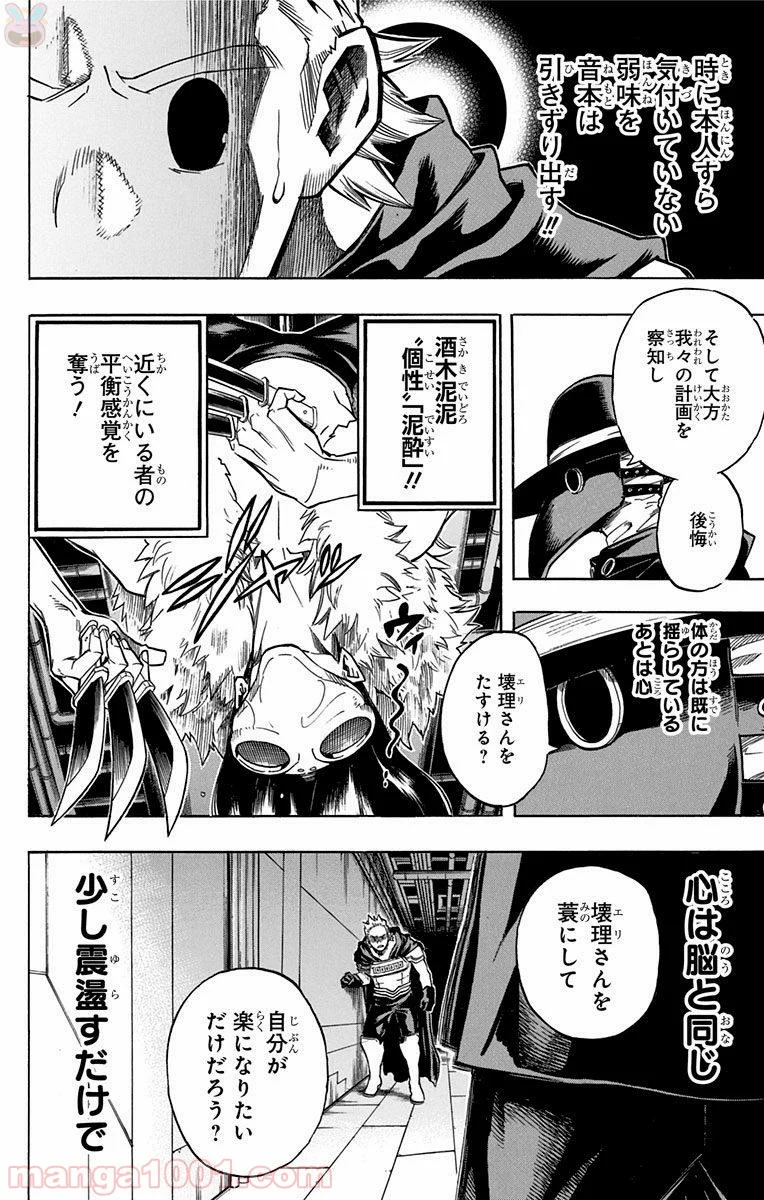 時に本人すら
気付いていない
弱味を
音本は
引きずり出す!!
そして大方
我々の計画を
察知し
後悔
酒木泥泥
〝個性〟「泥酔」!!
近くにいる者の
平衡感覚を
奪う!
体の方は既に
揺らしている
あとは心
壊理さんを
たすける?
グィ
心は脳と同じ
壊理さんを
蓑にして
自分が
楽になりたい
だけだろう?
少し震盪すだけで
manga1001.com